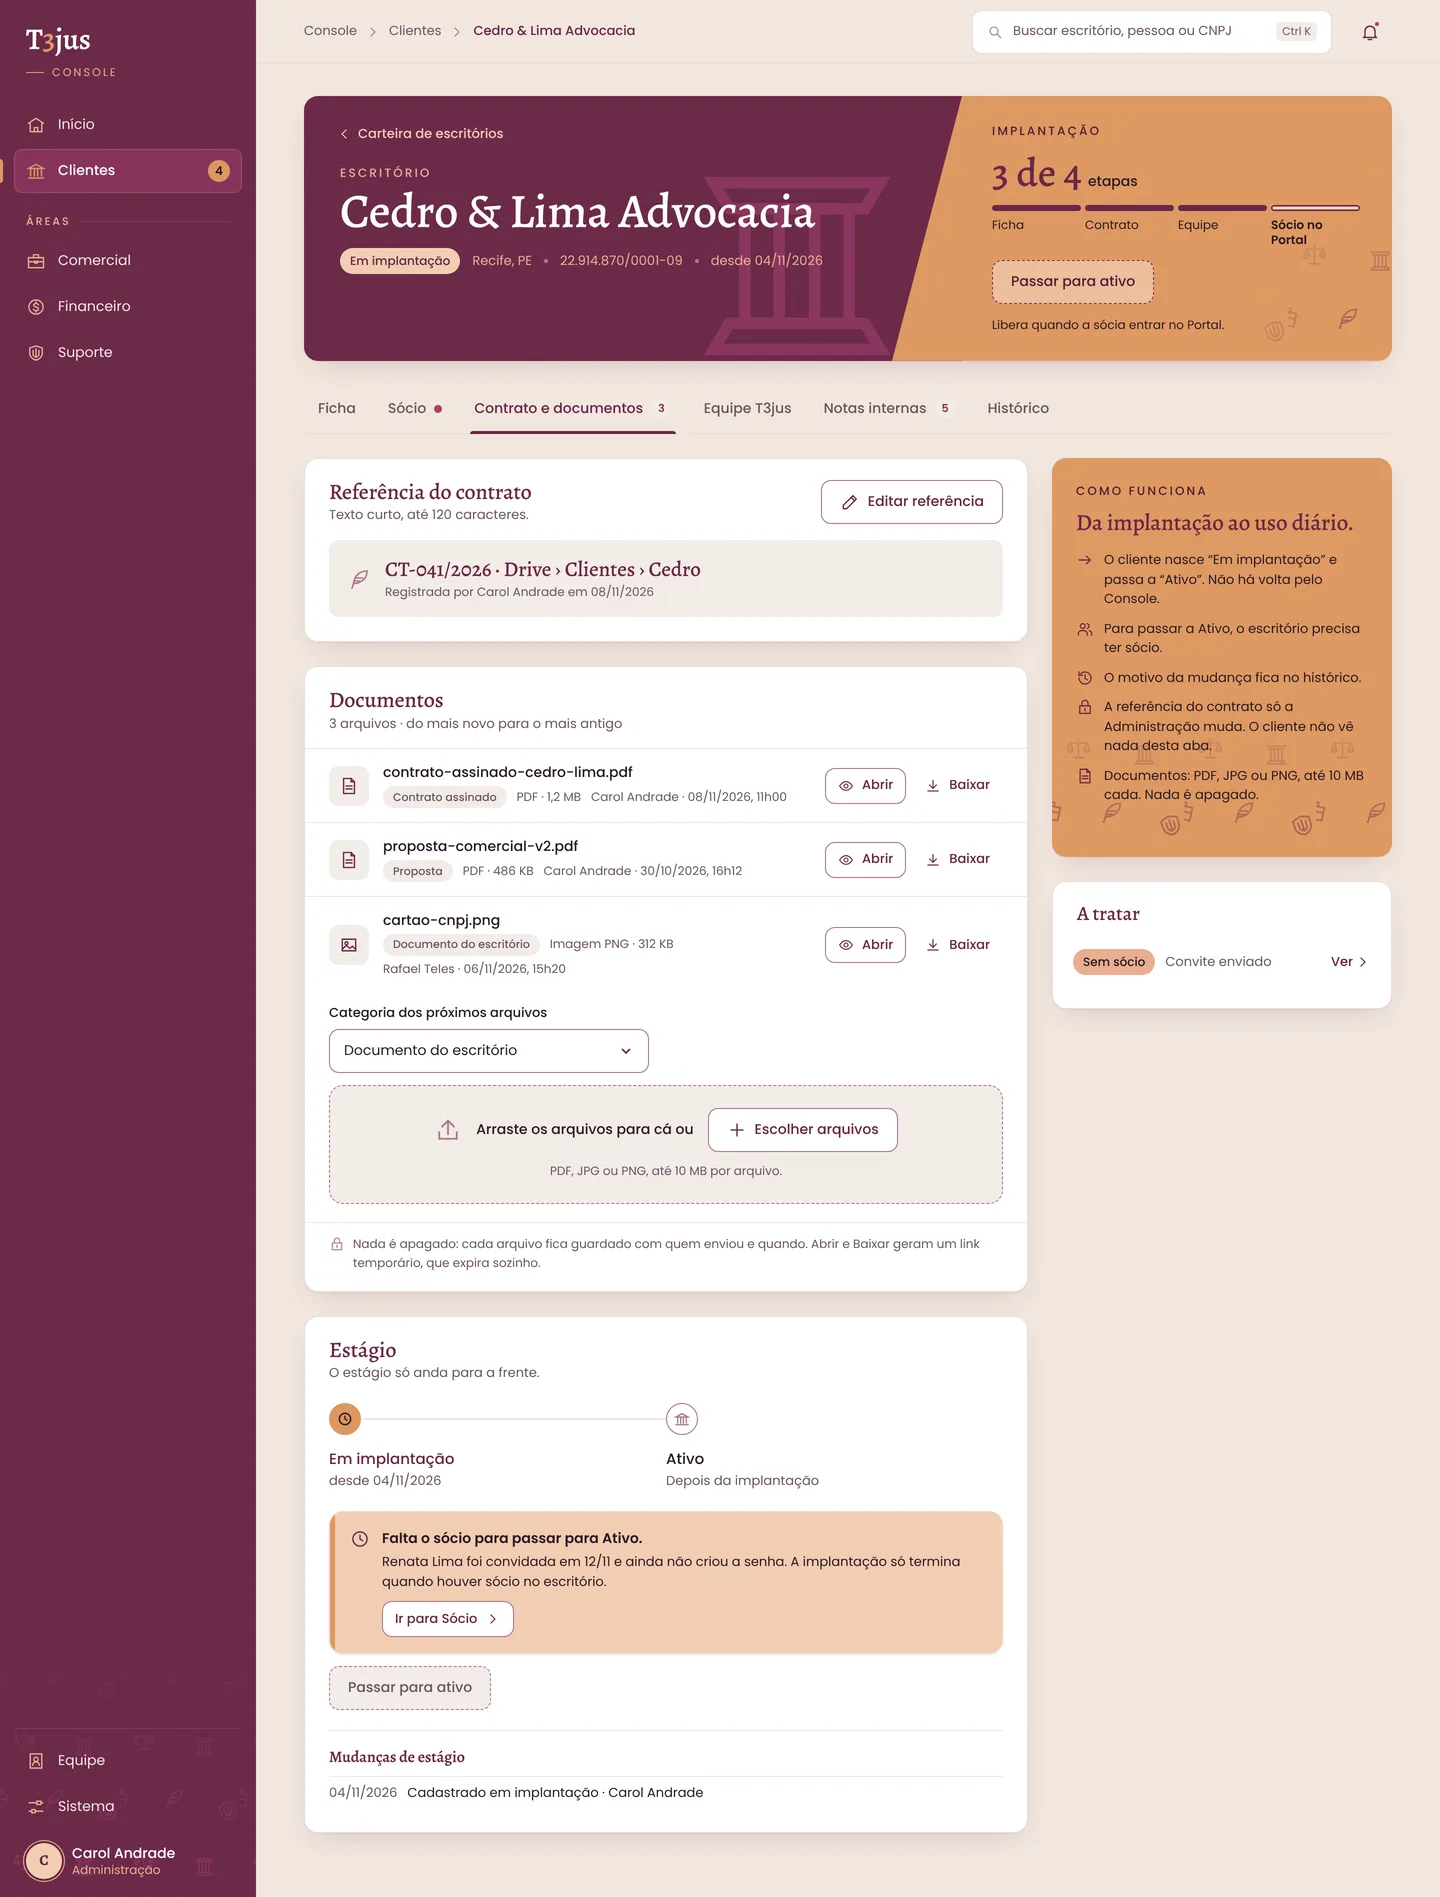 T3jus
CONSOLE
Início
Clientes 4
ÁREAS
Comercial
Financeiro
Suporte
Equipe
Sistema
C
Carol Andrade
Administração
Console > Clientes > Cedro & Lima Advocacia
Buscar escritório, pessoa ou CNPJ Ctrl K
Carteira de escritórios
ESCRITÓRIO
Cedro & Lima Advocacia
Em implantação Recife, PE • 22.914.870/0001-09 • desde 04/11/2026
IMPLANTAÇÃO
3 de 4 etapas
Ficha Contrato Equipe Sócio no
Portal
Passar para ativo
Libera quando a sócia entrar no Portal.
Ficha Sócio Contrato e documentos 3 Equipe T3jus Notas internas 5 Histórico
Referência do contrato
Texto curto, até 120 caracteres.
Editar referência
CT-041/2026 · Drive › Clientes › Cedro
Registrada por Carol Andrade em 08/11/2026
Documentos
3 arquivos · do mais novo para o mais antigo
contrato-assinado-cedro-lima.pdf
Contrato assinado PDF · 1,2 MB Carol Andrade · 08/11/2026, 11h00
Abrir Baixar
proposta-comercial-v2.pdf
Proposta PDF · 486 KB Carol Andrade · 30/10/2026, 16h12
Abrir Baixar
cartao-cnpj.png
Documento do escritório Imagem PNG · 312 KB
Rafael Teles · 06/11/2026, 15h20
Abrir Baixar
Categoria dos próximos arquivos
Documento do escritório
Arraste os arquivos para cá ou Escolher arquivos
PDF, JPG ou PNG, até 10 MB por arquivo.
Nada é apagado: cada arquivo fica guardado com quem enviou e quando. Abrir e Baixar geram um link
temporário, que expira sozinho.
Estágio
O estágio só anda para a frente.
Em implantação
desde 04/11/2026
Ativo
Depois da implantação
Falta o sócio para passar para Ativo.
Renata Lima foi convidada em 12/11 e ainda não criou a senha. A implantação só termina
quando houver sócio no escritório.
Ir para Sócio
Passar para ativo
Mudanças de estágio
04/11/2026 Cadastrado em implantação · Carol Andrade
COMO FUNCIONA
Da implantação ao uso diário.
O cliente nasce “Em implantação” e
passa a “Ativo”. Não há volta pelo
Console.
Para passar a Ativo, o escritório precisa
ter sócio.
O motivo da mudança fica no histórico.
A referência do contrato só a
Administração muda. O cliente não vê
nada desta aba.
Documentos: PDF, JPG ou PNG, até 10 MB
cada. Nada é apagado.
A tratar
Sem sócio Convite enviado Ver